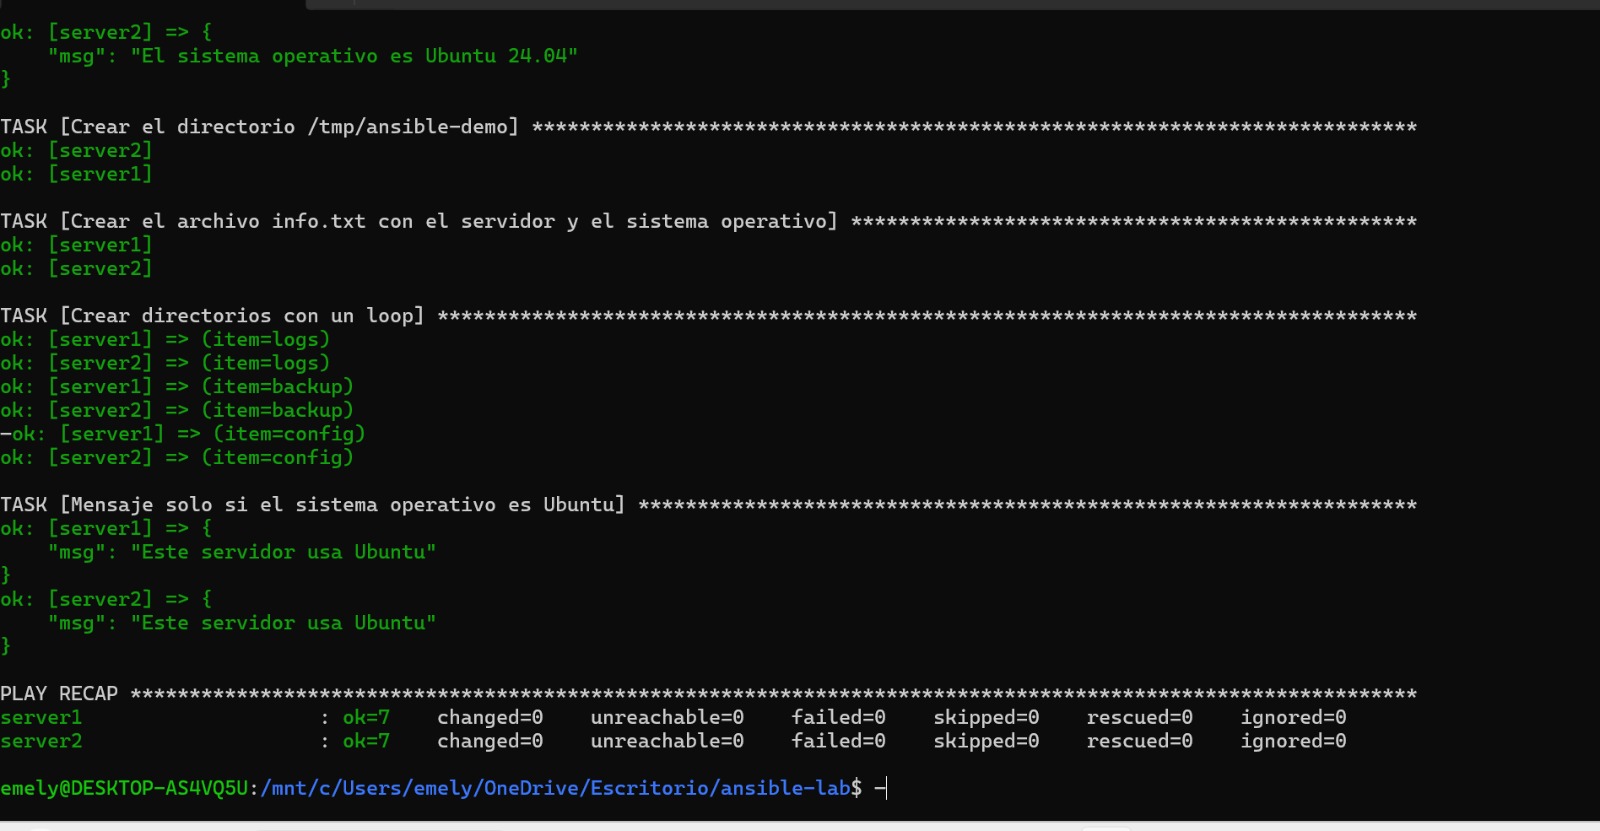 ok: [server2] => {
    "msg": "El sistema operativo es Ubuntu 24.04"
}
TASK [Crear el directorio /tmp/ansible-demo] ***************************************************************************
ok: [server2]
ok: [server1]
TASK [Crear el archivo info.txt con el servidor y el sistema operativo] ************************************************
ok: [server1]
ok: [server2]
TASK [Crear directorios con un loop] ***********************************************************************************
ok: [server1] => (item=logs)
ok: [server2] => (item=logs)
ok: [server1] => (item=backup)
ok: [server2] => (item=backup)
-ok: [server1] => (item=config)
ok: [server2] => (item=config)
TASK [Mensaje solo si el sistema operativo es Ubuntu] ******************************************************************
ok: [server1] => {
    "msg": "Este servidor usa Ubuntu"
}
ok: [server2] => {
    "msg": "Este servidor usa Ubuntu"
}
PLAY RECAP *************************************************************************************************************
server1                    : ok=7    changed=0    unreachable=0    failed=0    skipped=0    rescued=0    ignored=0
server2                    : ok=7    changed=0    unreachable=0    failed=0    skipped=0    rescued=0    ignored=0
emely@DESKTOP-AS4VQ5U:/mnt/c/Users/emely/OneDrive/Escritorio/ansible-lab$ -